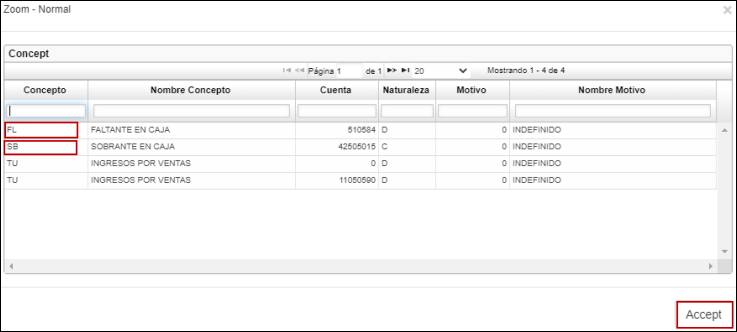 Zoom - Normal
Concept
Página 1 de 1 20 Mostrando 1 - 4 de 4
Concepto Nombre Concepto Cuenta Naturaleza Motivo Nombre Motivo
FL FALTANTE EN CAJA 510584 D 0 INDEFINIDO
SB SOBRANTE EN CAJA 42505015 C 0 INDEFINIDO
TU INGRESOS POR VENTAS 0 D 0 INDEFINIDO
TU INGRESOS POR VENTAS 11050590 D 0 INDEFINIDO
Accept